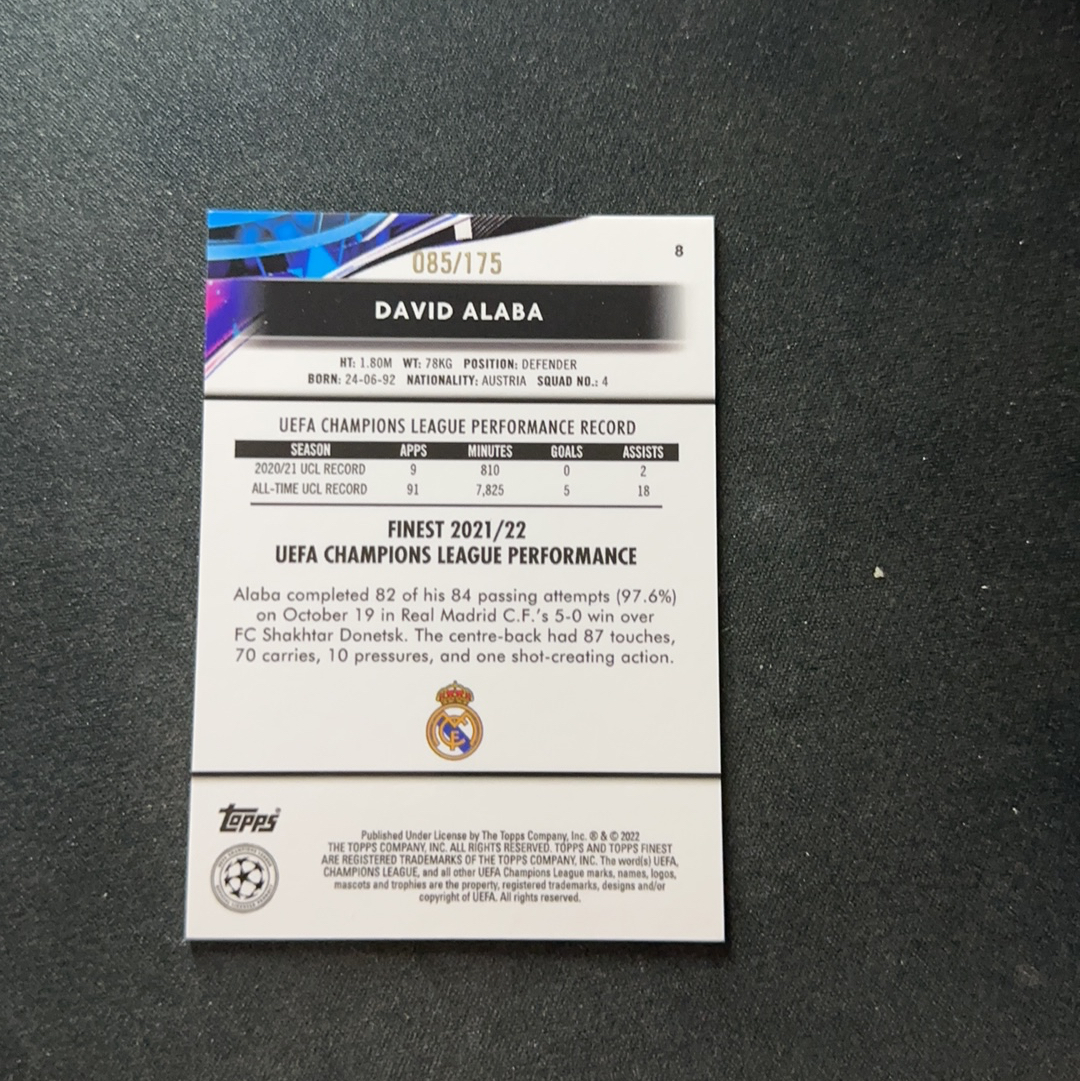 8
085/175
DAVID ALABA
HT: 1.80M WT: 78KG POSITION: DEFENDER
BORN: 24-06-92 NATIONALITY: AUSTRIA SQUAD NO.: 4
UEFA CHAMPIONS LEAGUE PERFORMANCE RECORD
SEASON APPS MINUTES GOALS ASSISTS
2020/21 UCL RECORD 9 810 0 2
ALL-TIME UCL RECORD 91 7,825 5 18
FINEST 2021/22
UEFA CHAMPIONS LEAGUE PERFORMANCE
Alaba completed 82 of his 84 passing attempts (97.6%)
on October 19 in Real Madrid C.F.'s 5-0 win over
FC Shakhtar Donetsk. The centre-back had 87 touches,
70 carries, 10 pressures, and one shot-creating action.
Topps®
Published Under License by The Topps Company, Inc. ® & © 2022
THE TOPPS COMPANY, INC. ALL RIGHTS RESERVED. TOPPS AND TOPPS FINEST
ARE REGISTERED TRADEMARKS OF THE TOPPS COMPANY, INC. The word(s) UEFA,
CHAMPIONS LEAGUE, and all other UEFA Champions League marks, names, logos,
mascots and trophies are the property, registered trademarks, designs and/or
copyright of UEFA. All rights reserved.